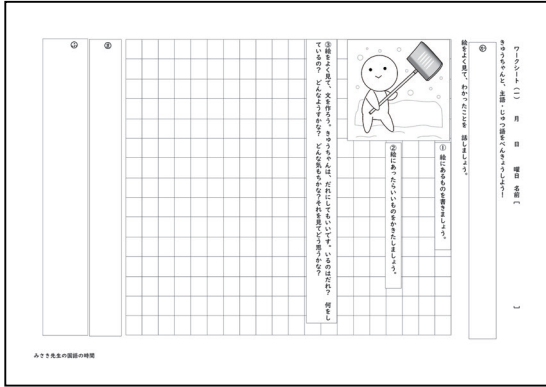 ワークシート（一）　月　日　曜日　名前〔　　　〕
きゅうちゃんと、主語・じゅつ語をべんきょうしよう！
絵をよく見て、わかったことを　話しましょう。
① 絵にあるものを書きましょう。
② 絵にあったらいいものをかきたしましょう。
③ 絵をよく見て、文を作ろう。きゅうちゃんは、だれにしてもいいです。いるのはだれ？　何をし
ているの？　どんなようすかな？　どんな気もちかな？それを見てどう思うかな？
みさき先生の国語の時間